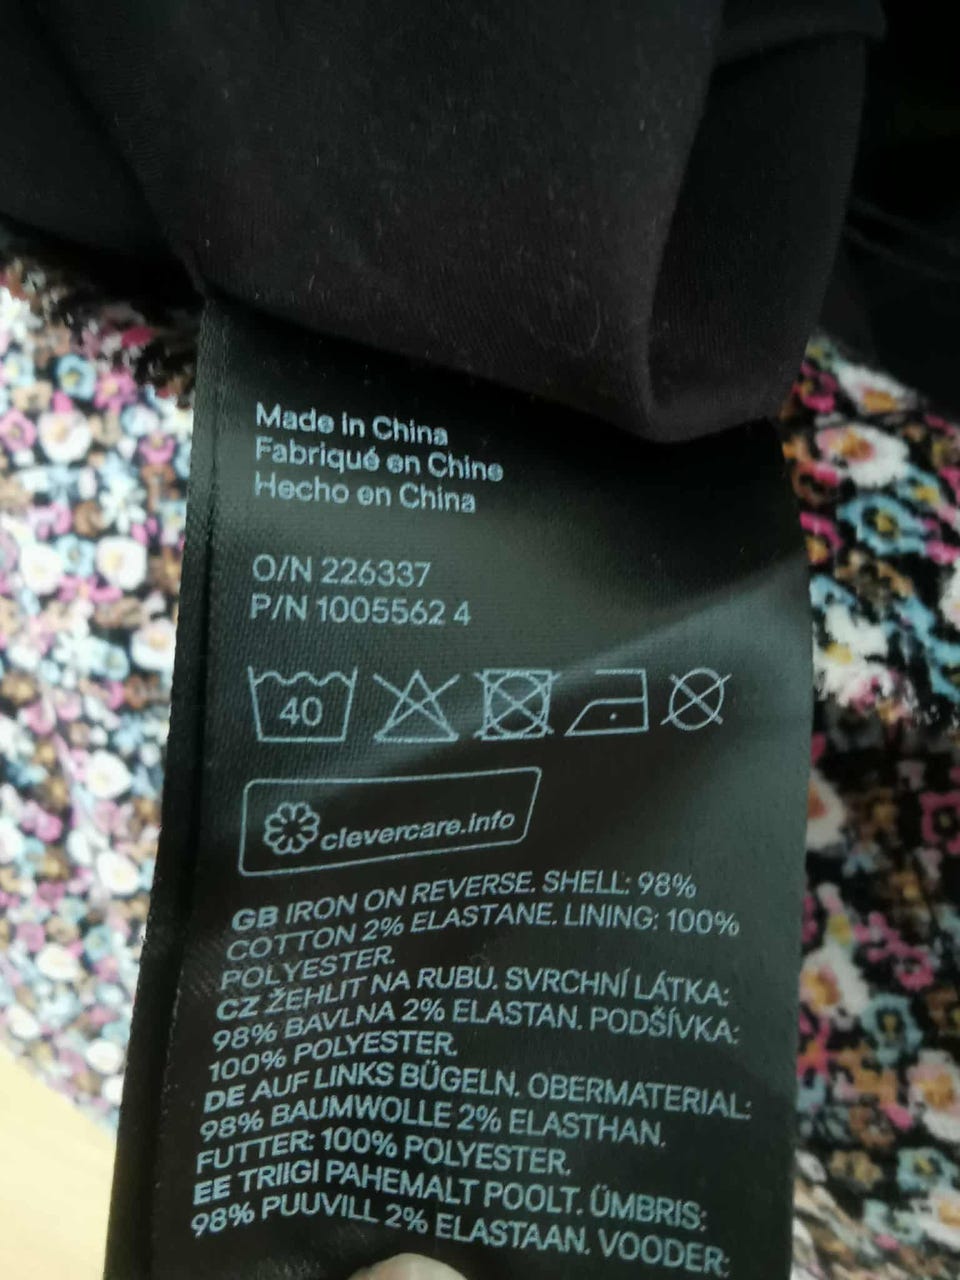 Made in China
Fabriqué en Chine
Hecho en China
O/N 226337
P/N 1005562 4
40
clevercare.info
GB IRON ON REVERSE. SHELL: 98%
COTTON 2% ELASTANE. LINING: 100%
POLYESTER.
CZ ŽEHLIT NA RUBU. SVRCHNÍ LÁTKA:
98% BAVLNA 2% ELASTAN. PODŠÍVKA:
100% POLYESTER.
DE AUF LINKS BÜGELN. OBERMATERIAL:
98% BAUMWOLLE 2% ELASTHAN.
FUTTER: 100% POLYESTER.
EE TRIIGI PAHEMALT POOLT. ÜMBRIS:
98% PUUVILL 2% ELASTAAN. VOODER: